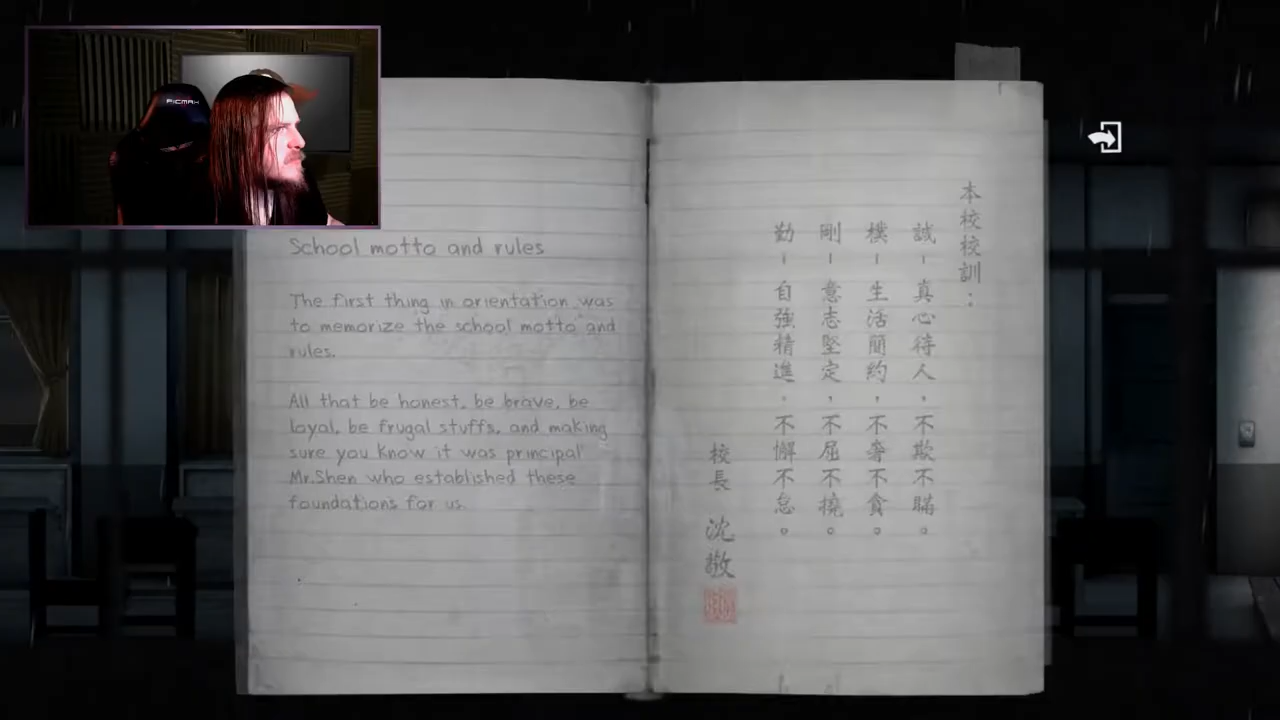 PICMAX
School motto and rules
The first thing in orientation was
to memorize the school motto and
rules.
All that be honest, be brave, be
loyal, be frugal stuffs, and making
sure you know it was principal
Mr.Shen who established these
foundations for us.
本校校訓：
誠－真心待人，不欺不瞞。
樸－生活簡約，不奢不貪。
剛－意志堅定，不屈不撓。
勤－自強精進，不懈不怠。
校長 沈敬